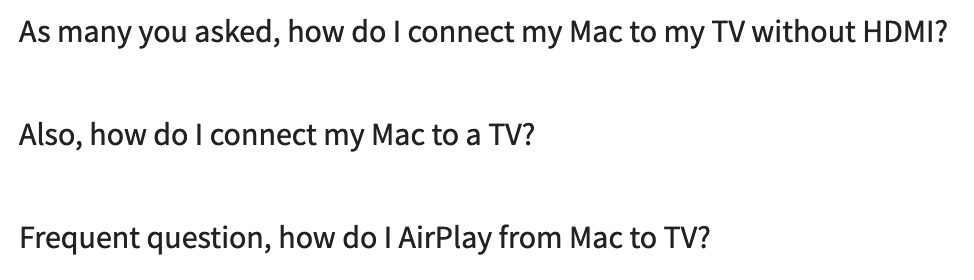 As many you asked, how do I connect my Mac to my TV without HDMI?
Also, how do I connect my Mac to a TV?
Frequent question, how do I AirPlay from Mac to TV?